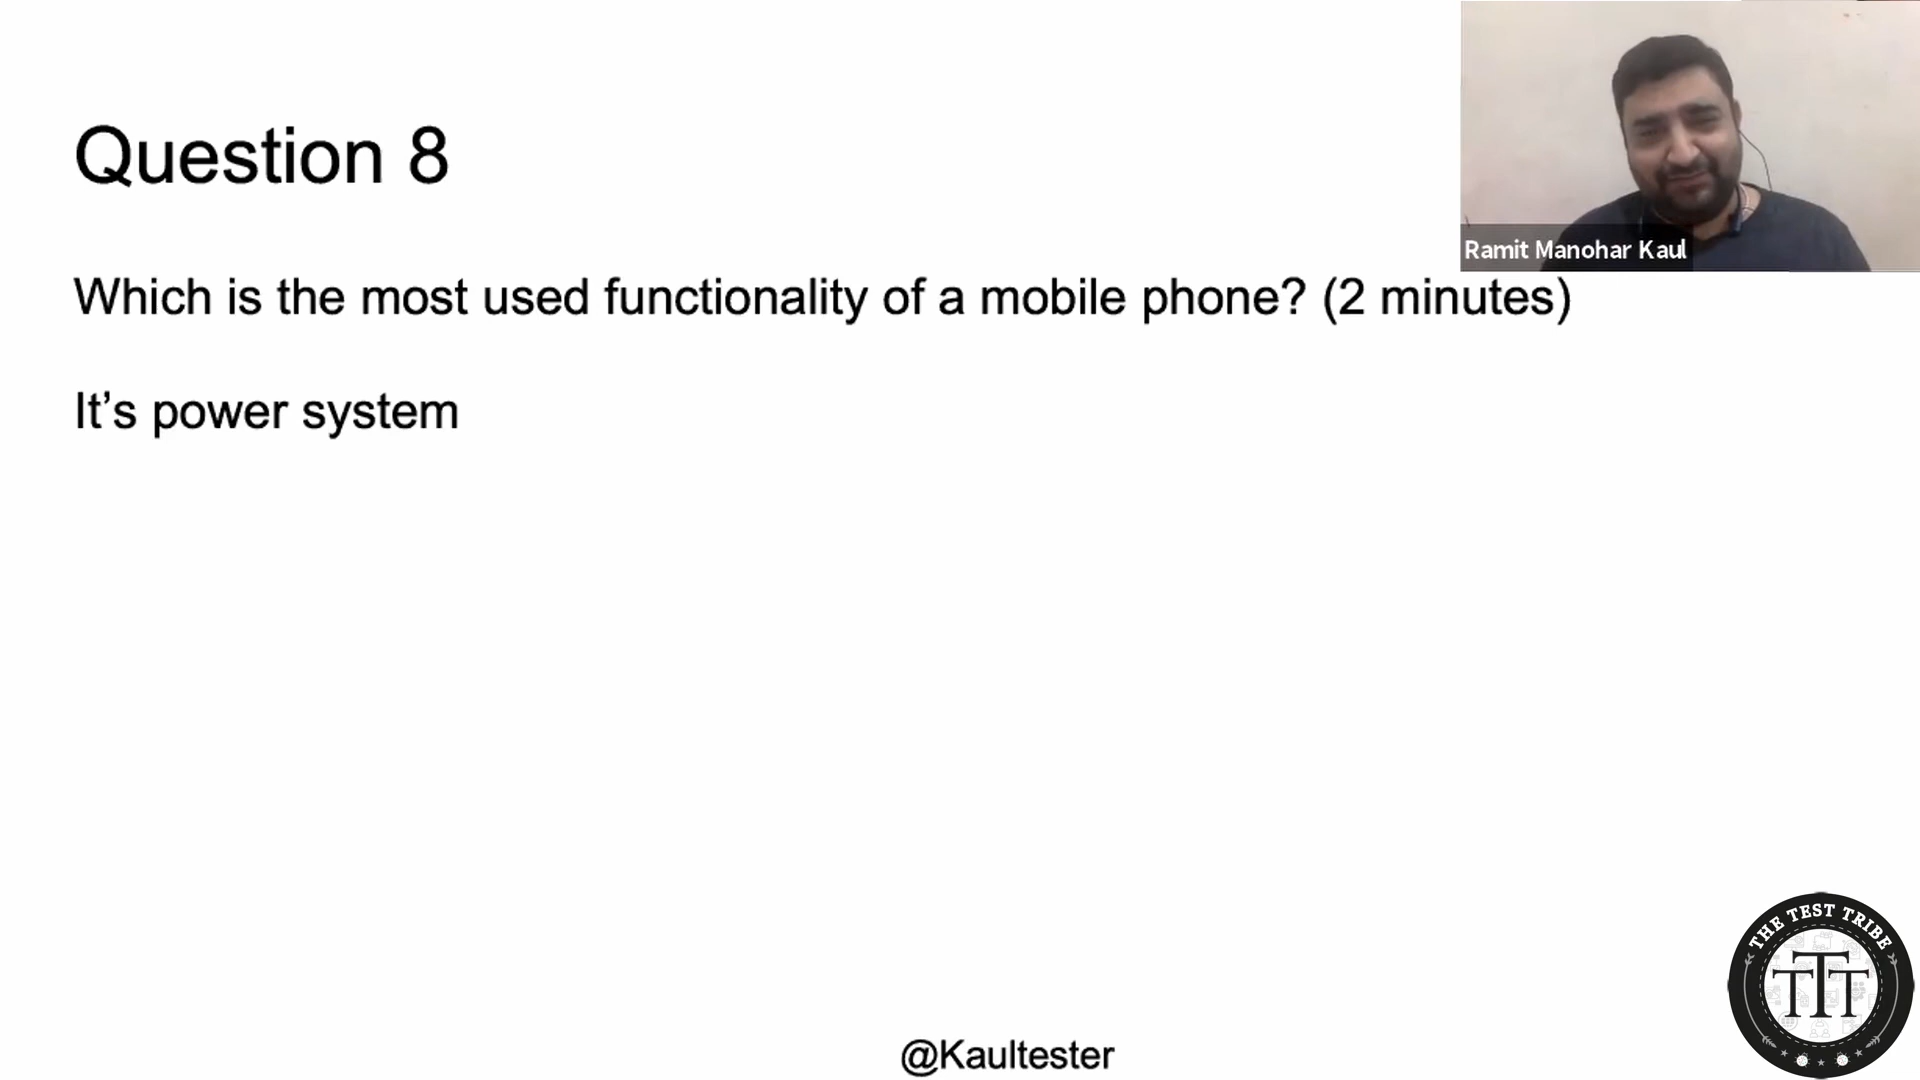 Question 8
Ramit Manohar Kaul
Which is the most used functionality of a mobile phone? (2 minutes)
It’s power system
THE TEST TRIBE
TTT
@Kaultester